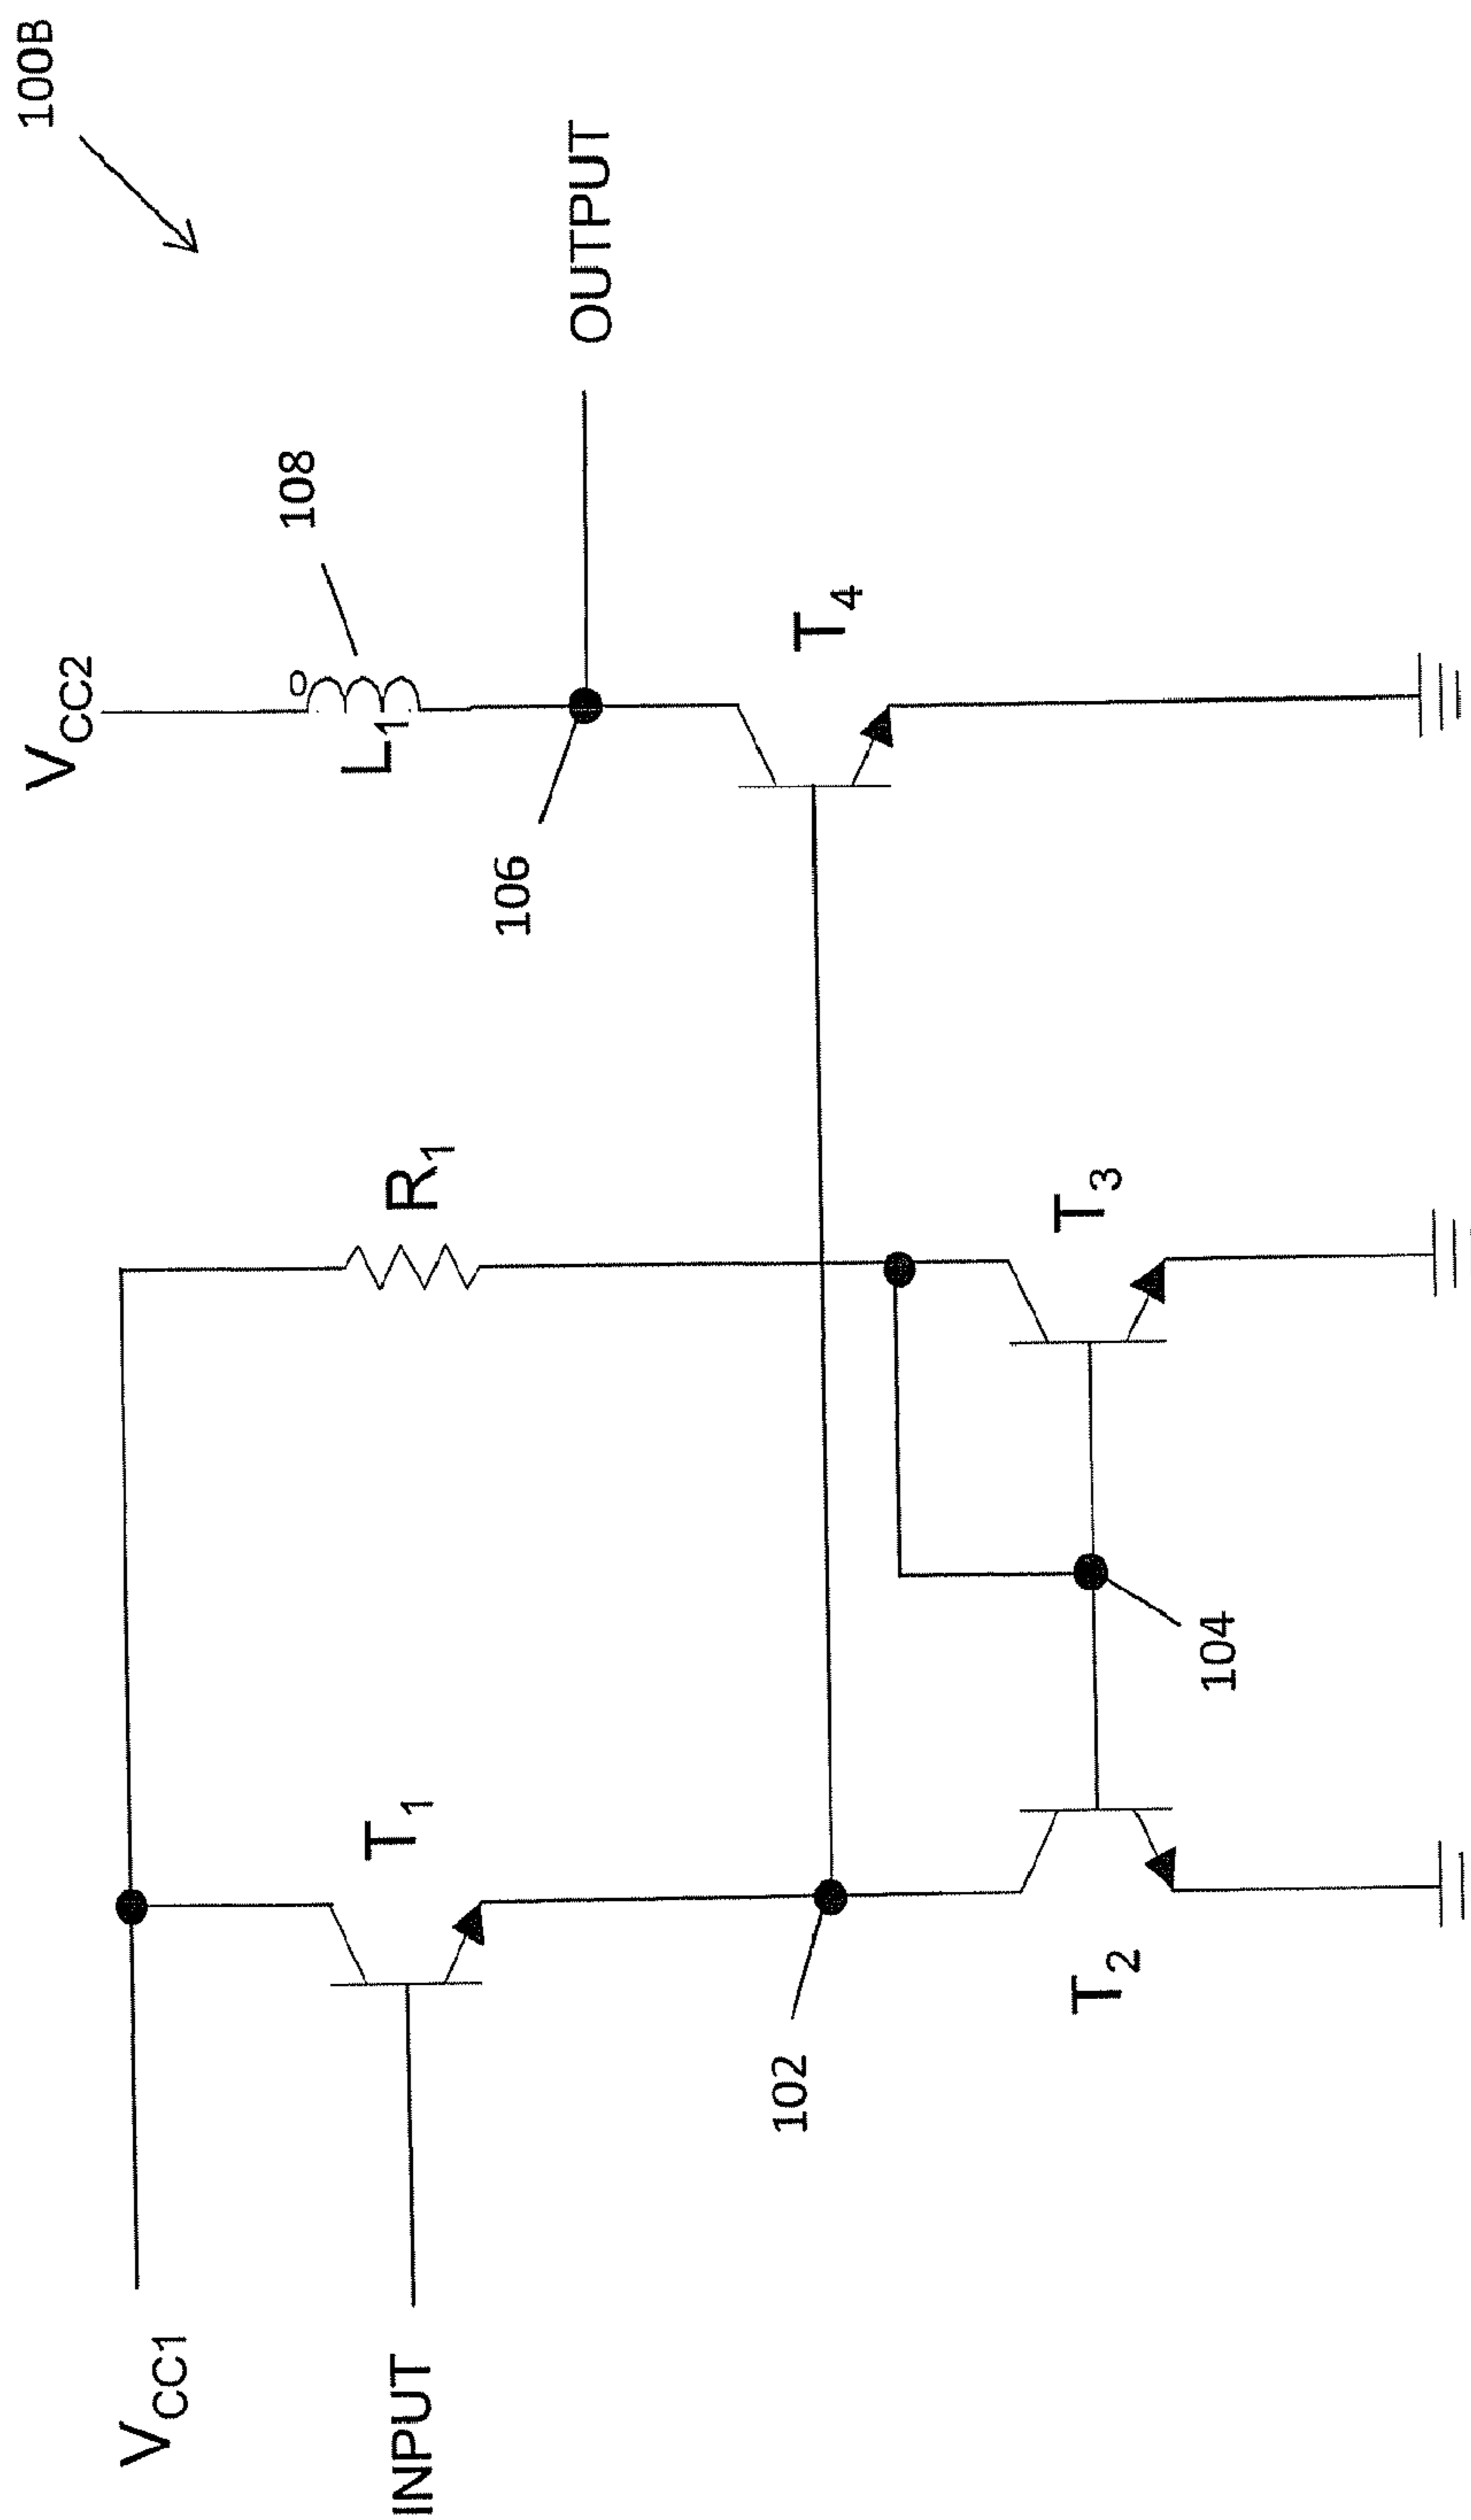 100B
VCC2
108
L1
OUTPUT
106
T4
R1
VCC1
T1
INPUT
102
T3
104
T2